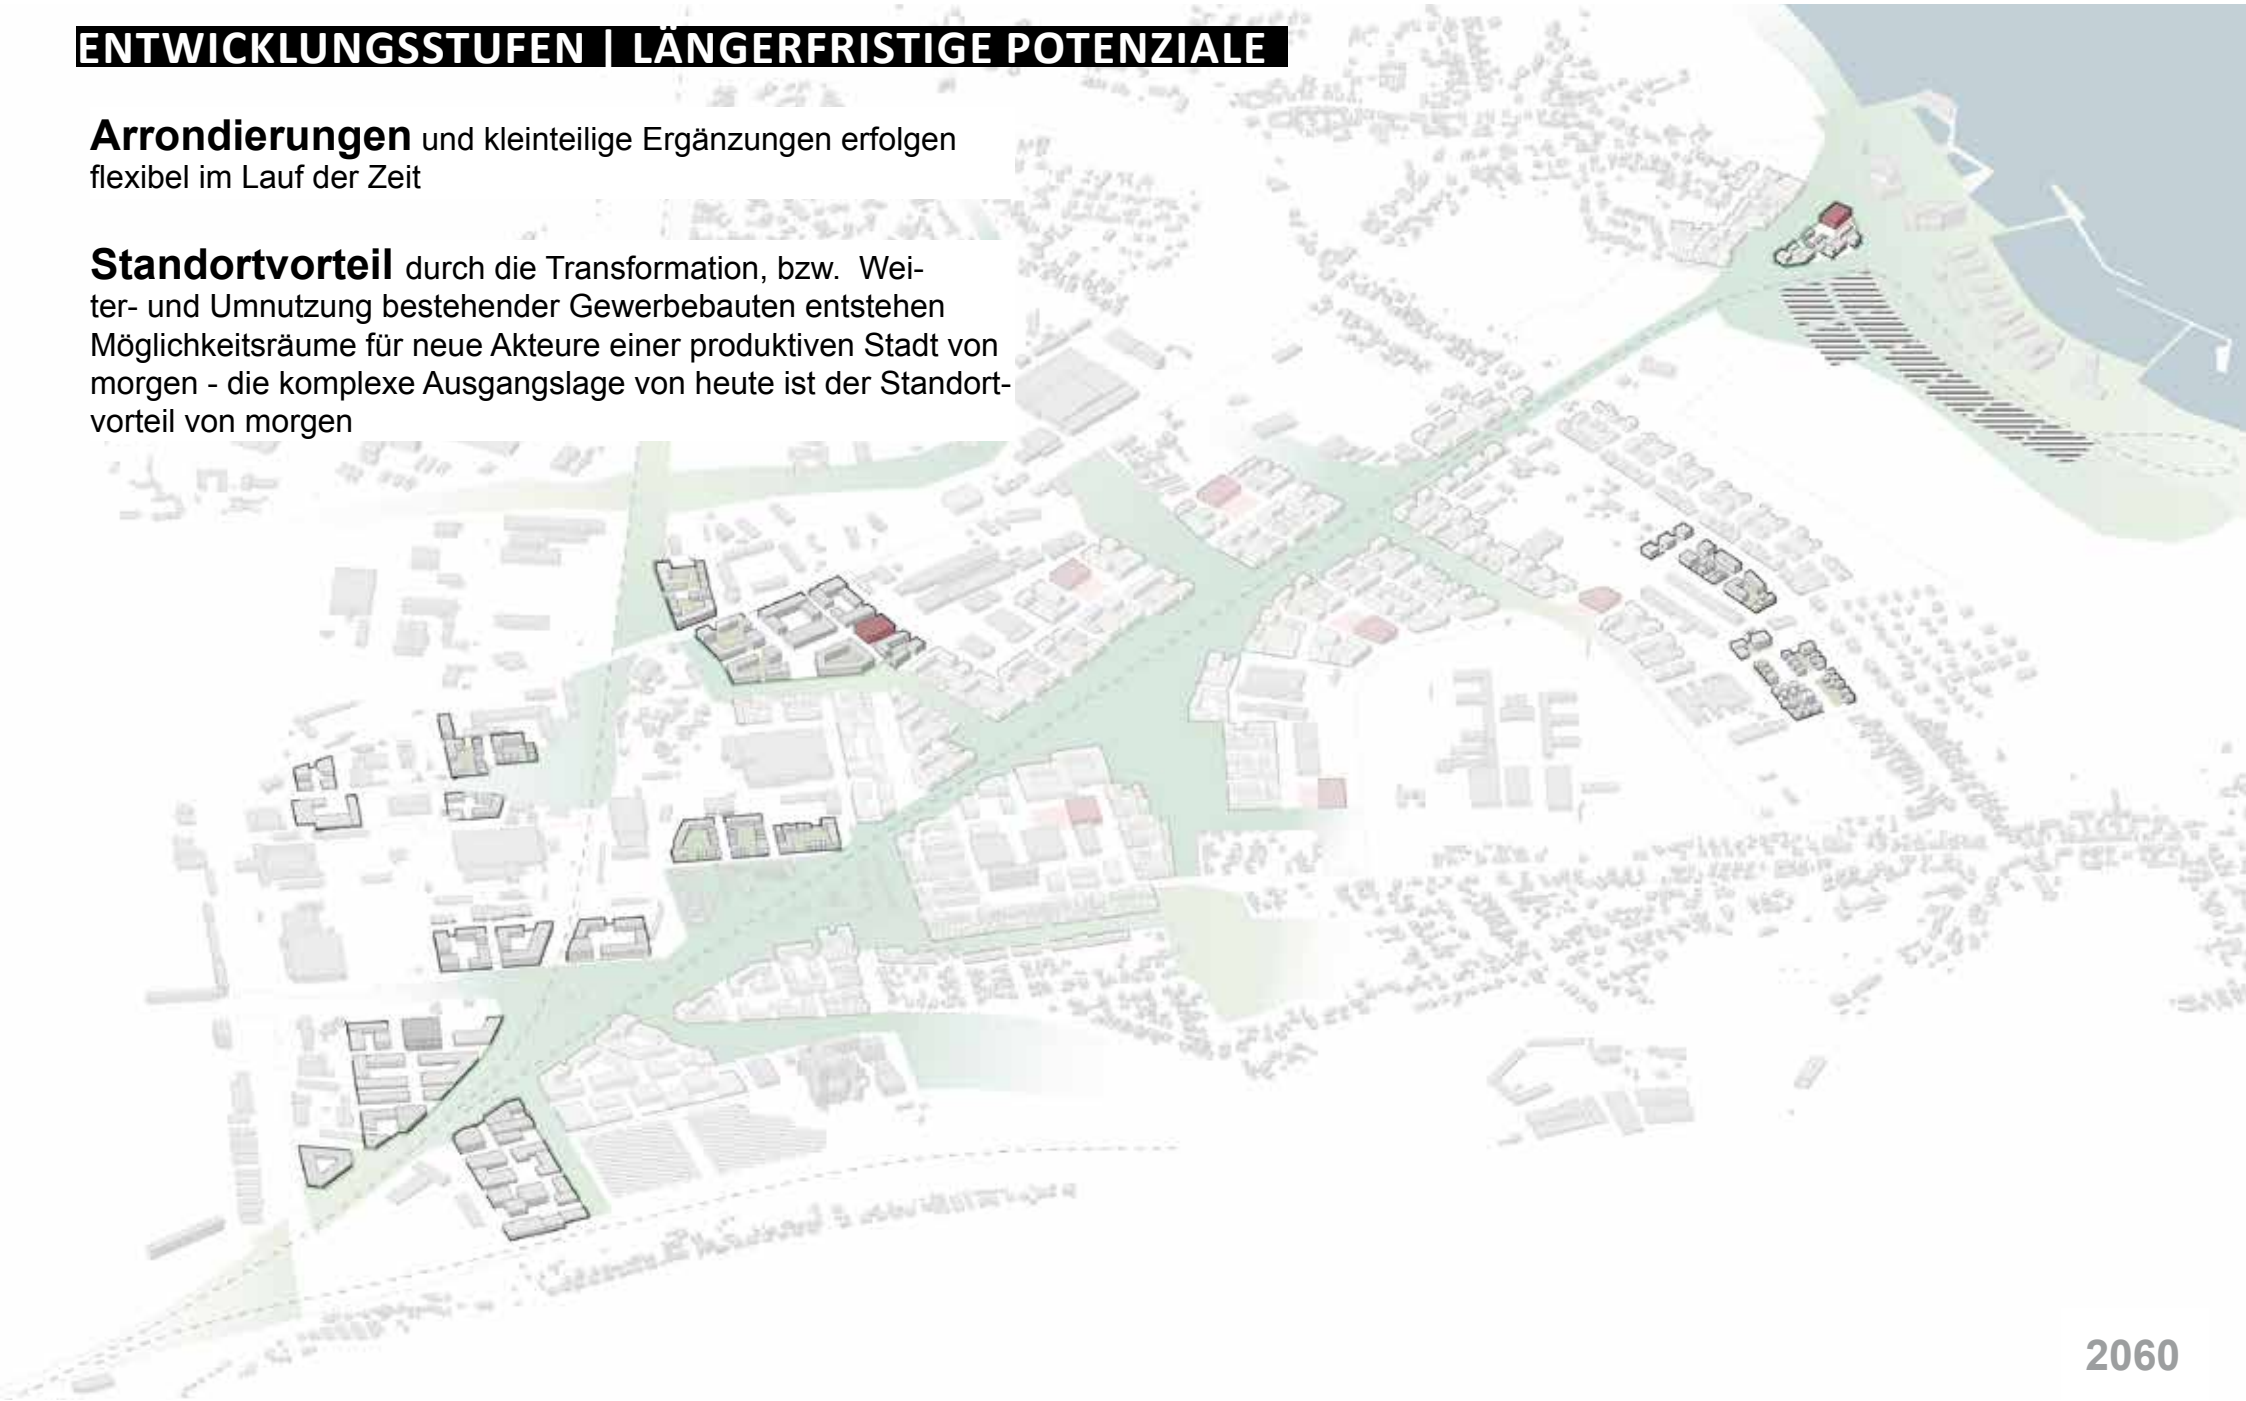 ENTWICKLUNGSSTUFEN | LÄNGERFRISTIGE POTENZIALE
Arrondierungen und kleinteilige Ergänzungen erfolgen
flexibel im Lauf der Zeit
Standortvorteil durch die Transformation, bzw. Wei-
ter- und Umnutzung bestehender Gewerbebauten entstehen
Möglichkeitsräume für neue Akteure einer produktiven Stadt von
morgen - die komplexe Ausgangslage von heute ist der Standort-
vorteil von morgen
2060